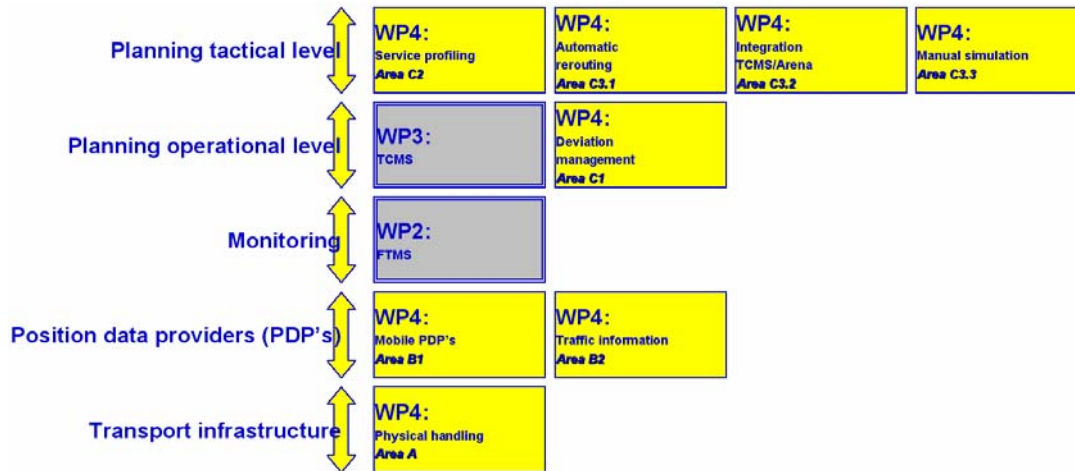 Planning tactical level
WP4:
Service profiling
Area C2
WP4:
Automatic
rerouting
Area C3.1
WP4:
Integration
TCMS/Arena
Area C3.2
WP4:
Manual simulation
Area C3.3
Planning operational level
WP3:
TCMS
WP4:
Deviation
management
Area C1
Monitoring
WP2:
FTMS
Position data providers (PDP's)
WP4:
Mobile PDP's
Area B1
WP4:
Traffic information
Area B2
Transport infrastructure
WP4:
Physical handling
Area A